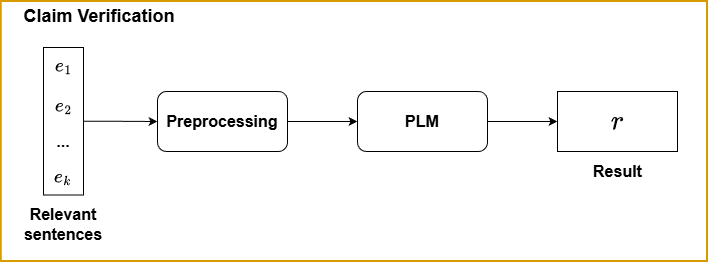 Claim Verification
e1
e2
...
ek
Preprocessing
PLM
r
Relevant
sentences
Result